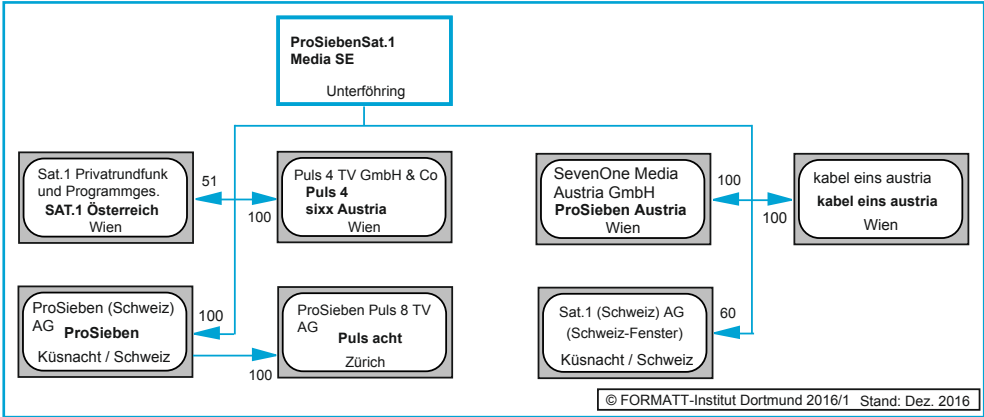 ProSiebenSat.1
Media SE
Unterföhring
Sat.1 Privatrundfunk
und Programmges.
SAT.1 Österreich
Wien
51
100
Puls 4 TV GmbH & Co
Puls 4
sixx Austria
Wien
SevenOne Media
Austria GmbH
ProSieben Austria
Wien
100
100
kabel eins austria
kabel eins austria
Wien
ProSieben (Schweiz)
AG
ProSieben
Küsnacht / Schweiz
100
100
ProSieben Puls 8 TV
AG
Puls acht
Zürich
Sat.1 (Schweiz) AG
(Schweiz-Fenster)
Küsnacht / Schweiz
60
© FORMATT-Institut Dortmund 2016/1 Stand: Dez. 2016